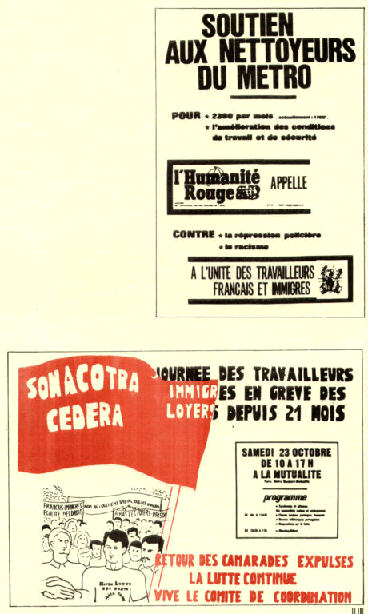 SOUTIEN
AUX NETTOYEURS
DU METRO
POUR • 2200 par mois
• l'amélioration des conditions
de travail et de sécurité
l'Humanité
Rouge
APPELLE
CONTRE • la répression policière
• le racisme
A L'UNITE DES TRAVAILLEURS
FRANÇAIS ET IMMIGRES
SONACOTRA
CEDERA
JOURNEE DES TRAVAILLEURS
IMMIGRES EN GREVE DES
LOYERS DEPUIS 21 MOIS
SAMEDI 23 OCTOBRE
DE 10 A 17 H
A LA MUTUALITE
programme
RETOUR DES CAMARADES EXPULSES
LA LUTTE CONTINUE
VIVE LE COMITE DE COORDINATION